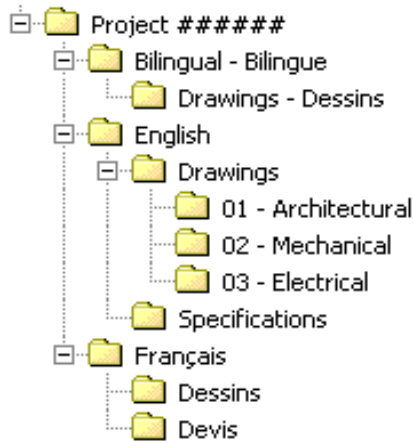 Project ######
Bilingual - Bilingue
Drawings - Dessins
English
Drawings
01 - Architectural
02 - Mechanical
03 - Electrical
Specifications
Français
Dessins
Devis